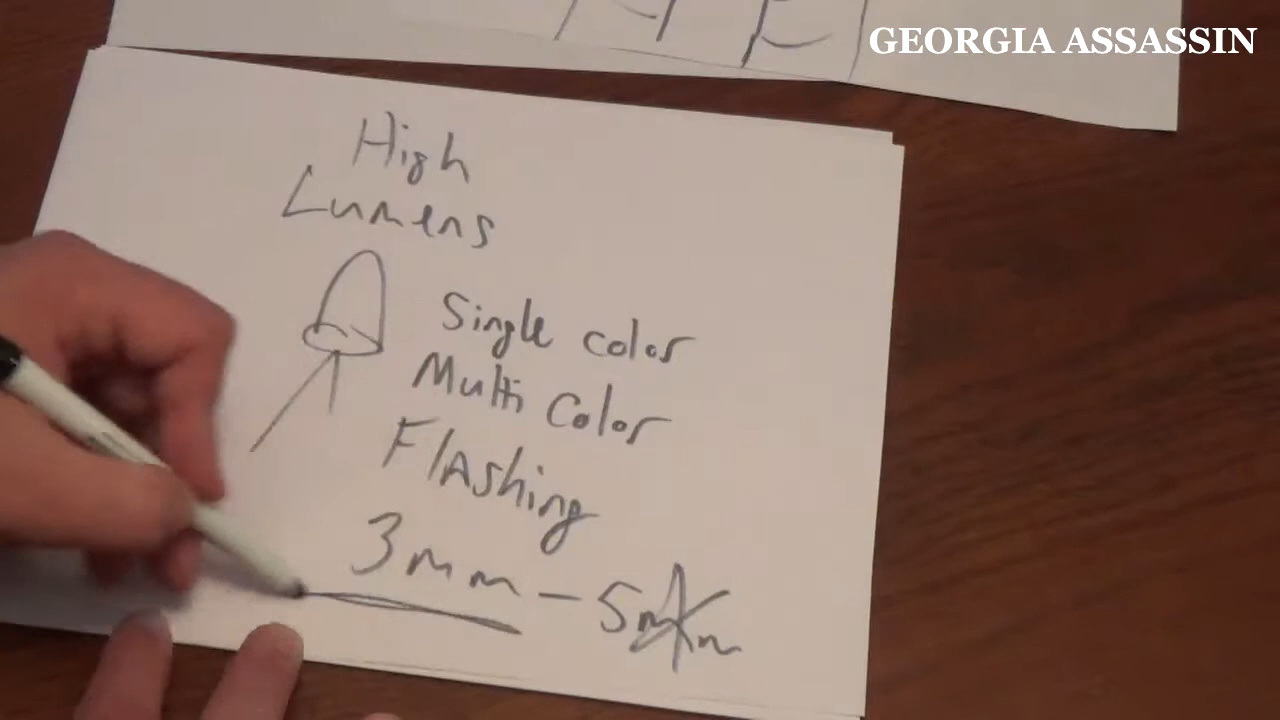 GEORGIA ASSASSIN
High
Lumens
Single color
Multi Color
Flashing
3mm - 5mm